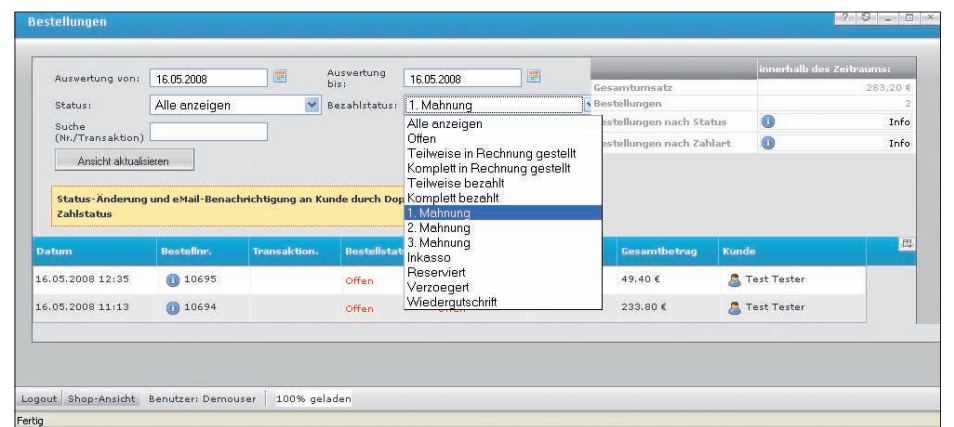 Bestellungen
Auswertung von: 16.05.2008 Auswertung bis: 16.05.2008
innerhalb des Zeitraums:
Gesamtumsatz 283,20 €
Status: Alle anzeigen Bezahlstatus: 1. Mahnung
Bestellungen 2
estellungen nach Status Info
Suche
(Nr./Transaktion)
estellungen nach Zahlart Info
Ansicht aktualisieren
Alle anzeigen
Offen
Teilweise in Rechnung gestellt
Komplett in Rechnung gestellt
Teilweise bezahlt
Komplett bezahlt
1. Mahnung
2. Mahnung
3. Mahnung
Inkasso
Reserviert
Verzoegert
Wiedergutschrift
Status-Änderung und eMail-Benachrichtigung an Kunde durch Dop
Zahlstatus
Datum Bestellnr. Transaktion. Bestellstat Gesamtbetrag Kunde
16.05.2008 12:35 10695 Offen 49.40 € Test Tester
16.05.2008 11:13 10694 Offen 233.80 € Test Tester
Logout Shop-Ansicht Benutzer: Demouser 100% geladen
Fertig